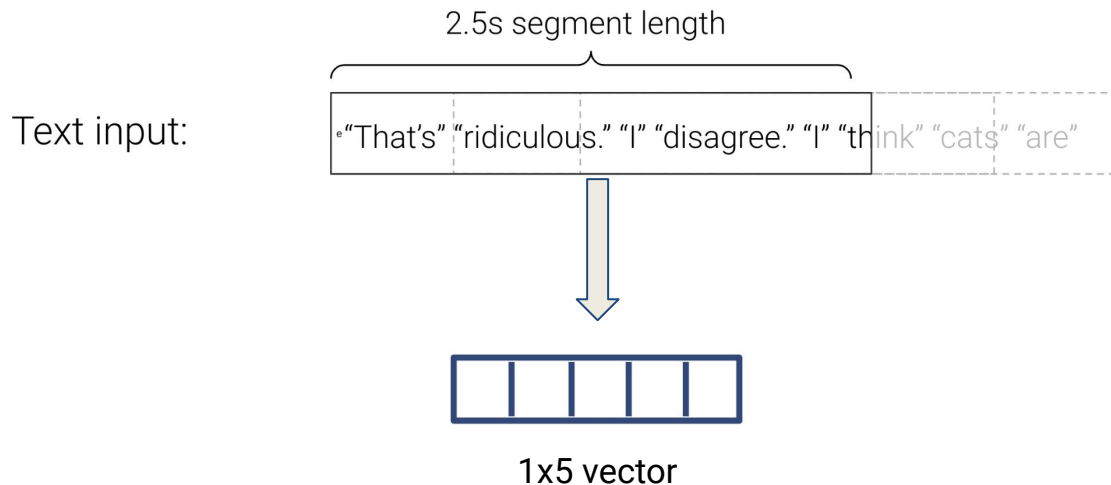 2.5s segment length
Text input:
e“That’s” “ridiculous.” “I” “disagree.” “I” “think” “cats” “are”
1x5 vector